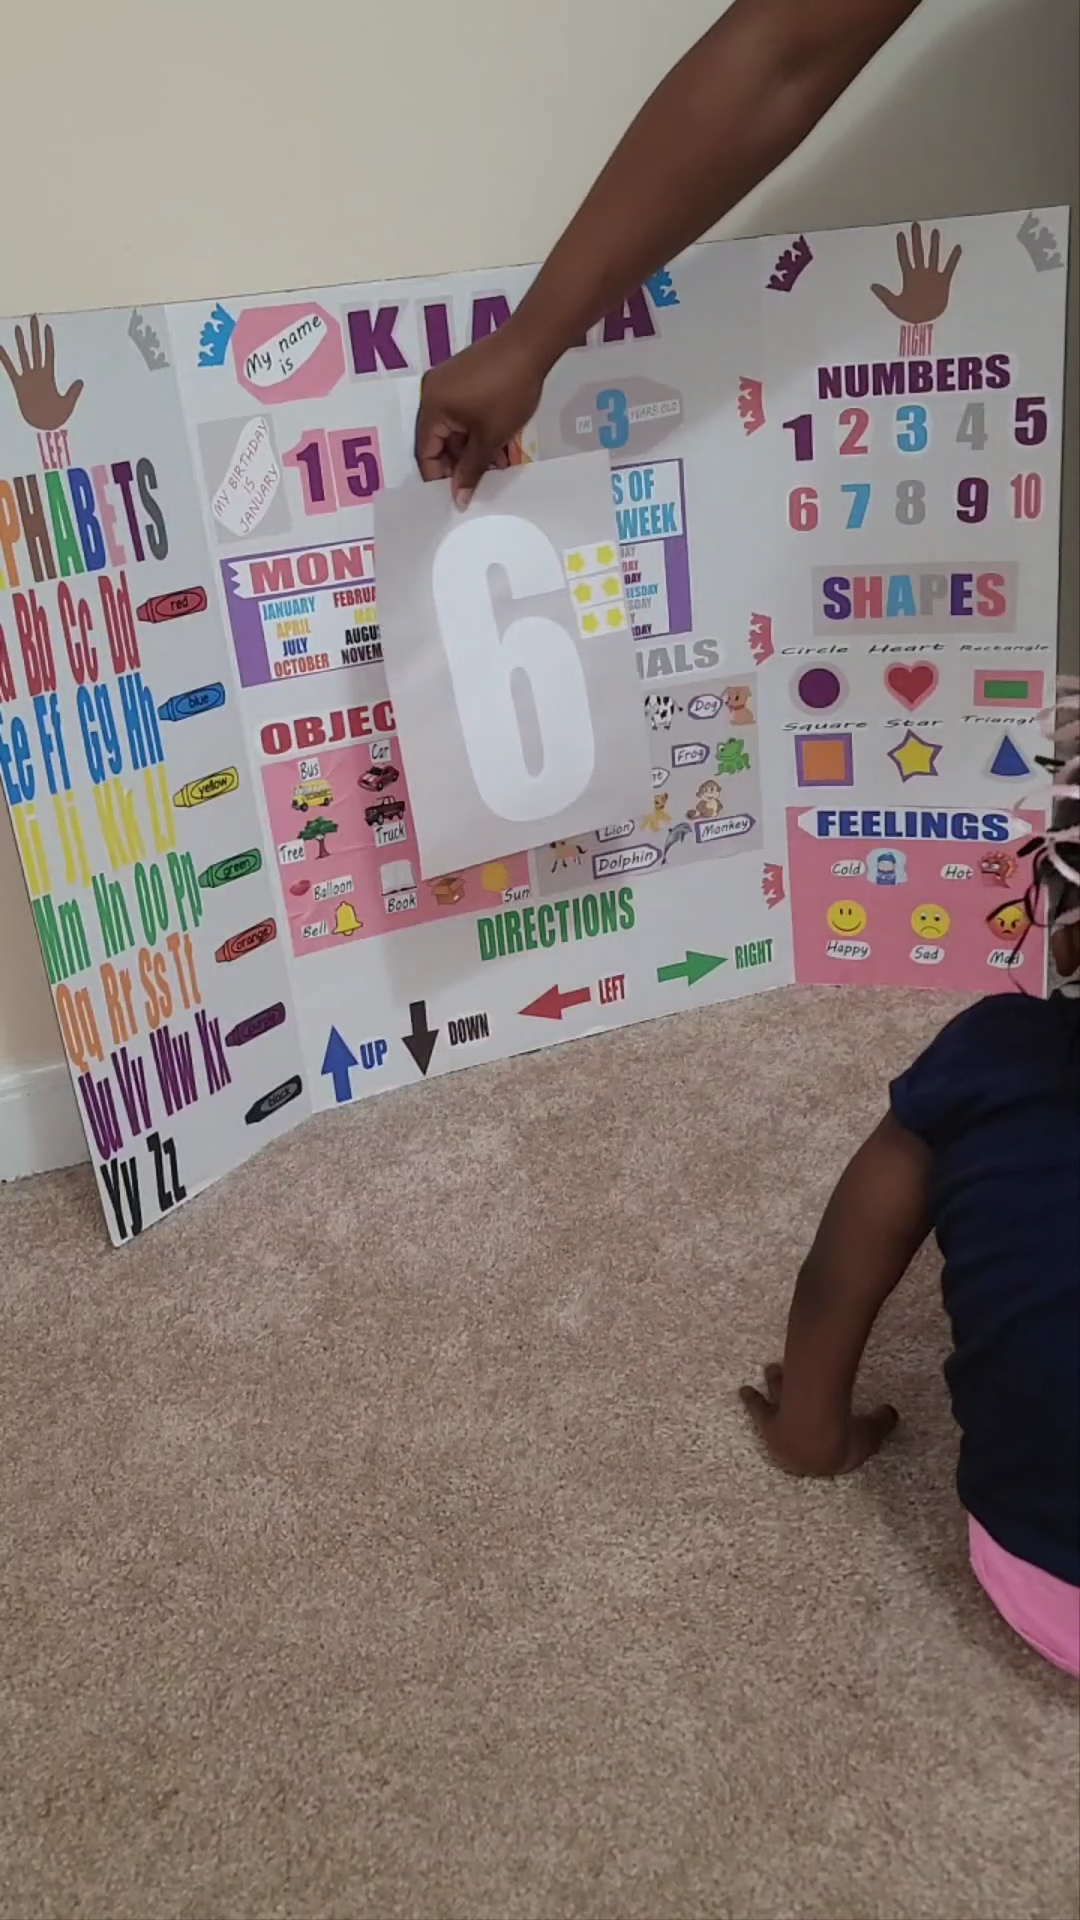 LEFT
PHABETS
Bb Cc Dd
Ee Ff Gg Hh
Ii Jj Kk Ll
Mm Nn Oo Pp
Qq Rr Ss Tt
Uu Vv Ww Xx
Yy Zz
red
blue
yellow
green
orange
black
My name
is
K
A
MY BIRTHDAY
IS
JANUARY
15
3
YEARS OLD
MONT
JANUARY
APRIL
JULY
OCTOBER
S OF
WEEK
6
OBJEC
Bus
Car
Tree
Truck
Balloon
Book
Sun
Bell
ALS
Dog
Frog
Lion
Monkey
Dolphin
DIRECTIONS
UP
DOWN
LEFT
RIGHT
RIGHT
NUMBERS
1 2 3 4 5
6 7 8 9 10
SHAPES
Circle Heart Rectangle
Square Star Triangl
FEELINGS
Cold
Hot
Happy
Sad
Mad